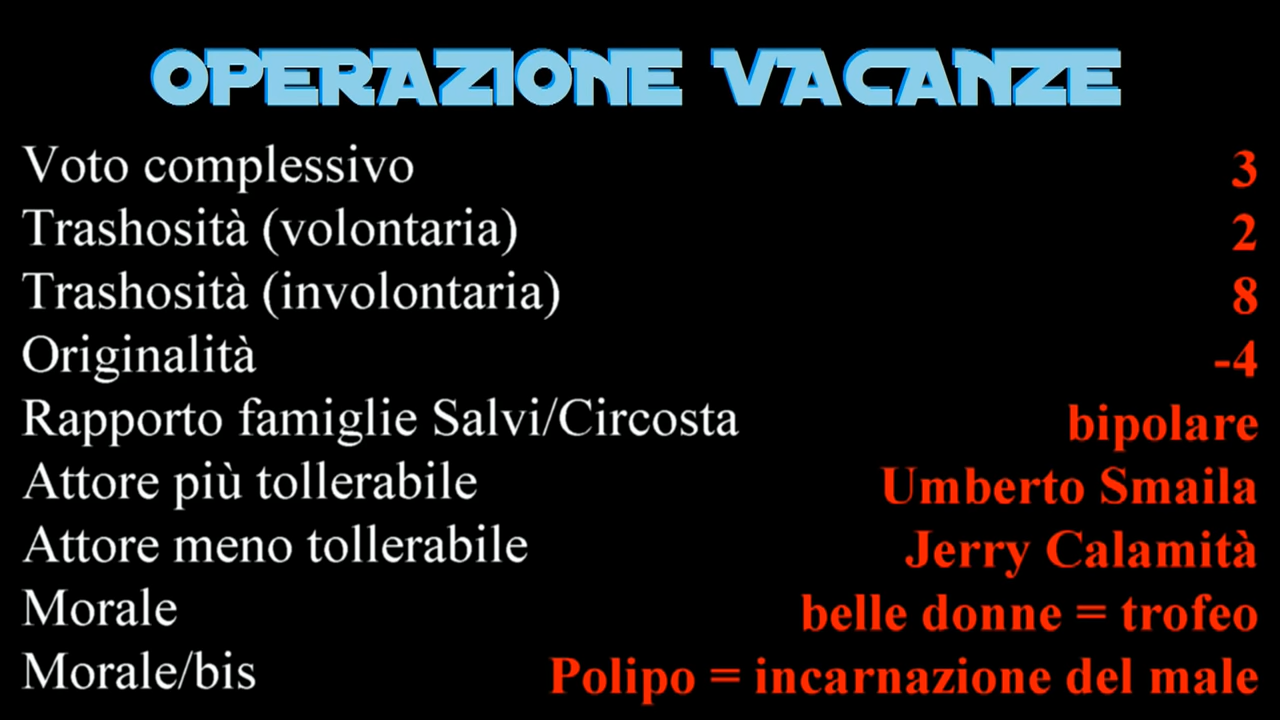 OPERAZIONE VACANZE
Voto complessivo 3
Trashosità (volontaria) 2
Trashosità (involontaria) 8
Originalità -4
Rapporto famiglie Salvi/Circosta bipolare
Attore più tollerabile Umberto Smaila
Attore meno tollerabile Jerry Calamità
Morale belle donne = trofeo
Morale/bis Polipo = incarnazione del male